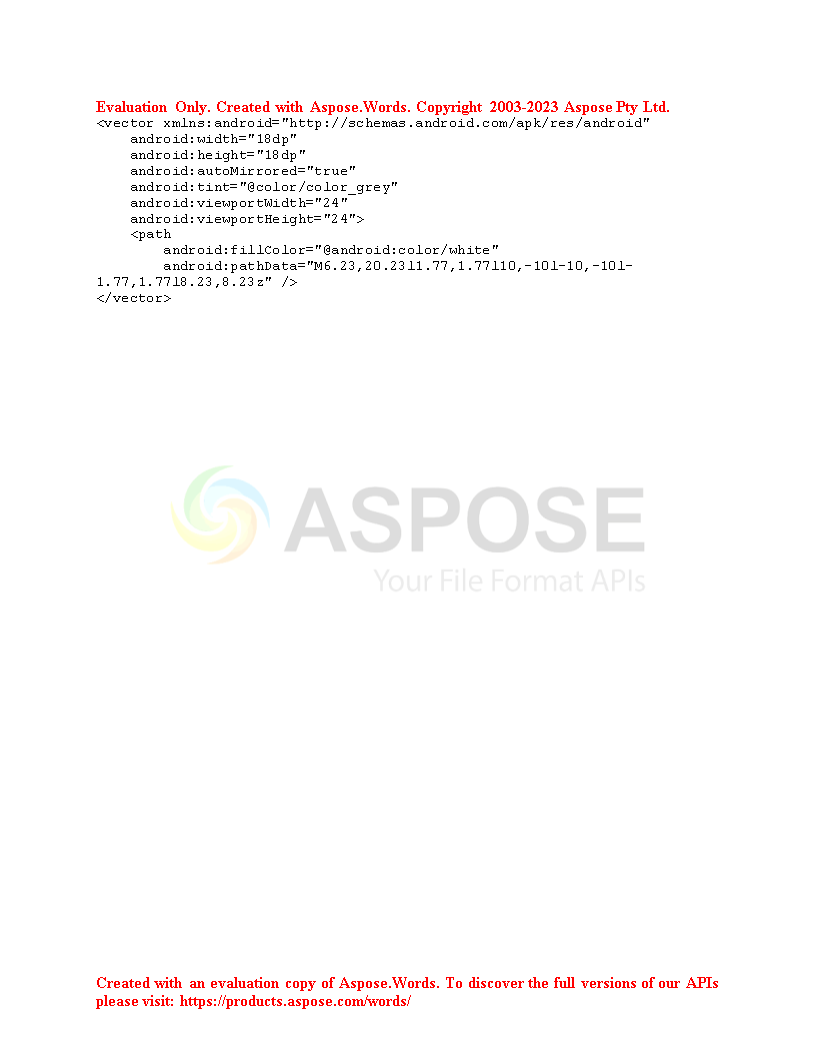 Evaluation Only. Created with Aspose.Words. Copyright 2003-2023 Aspose Pty Ltd.
<vector xmlns:android="http://schemas.android.com/apk/res/android"
    android:width="18dp"
    android:height="18dp"
    android:autoMirrored="true"
    android:tint="@color/color_grey"
    android:viewportWidth="24"
    android:viewportHeight="24">
    <path
        android:fillColor="@android:color/white"
        android:pathData="M6.23,20.23l1.77,1.77l10,-10l-10,-10l-
1.77,1.77l8.23,8.23z" />
</vector>
ASPOSE
Your File Format APIs
Created with an evaluation copy of Aspose.Words. To discover the full versions of our APIs
please visit: https://products.aspose.com/words/